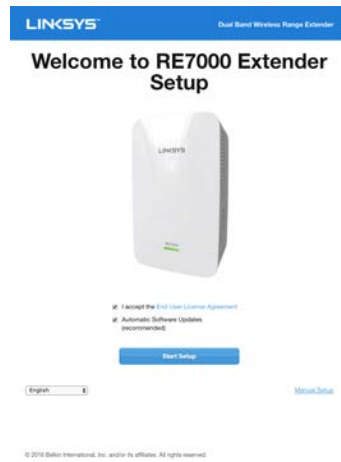 LINKSYS
Dual Band Wireless Range Extender
Welcome to RE7000 Extender
Setup
LINKSYS
I accept the End User License Agreement
Automatic Software Updates
(recommended)
Start Setup
English
Manual Setup
© 2016 Belkin International, Inc. and/or its affiliates. All rights reserved.